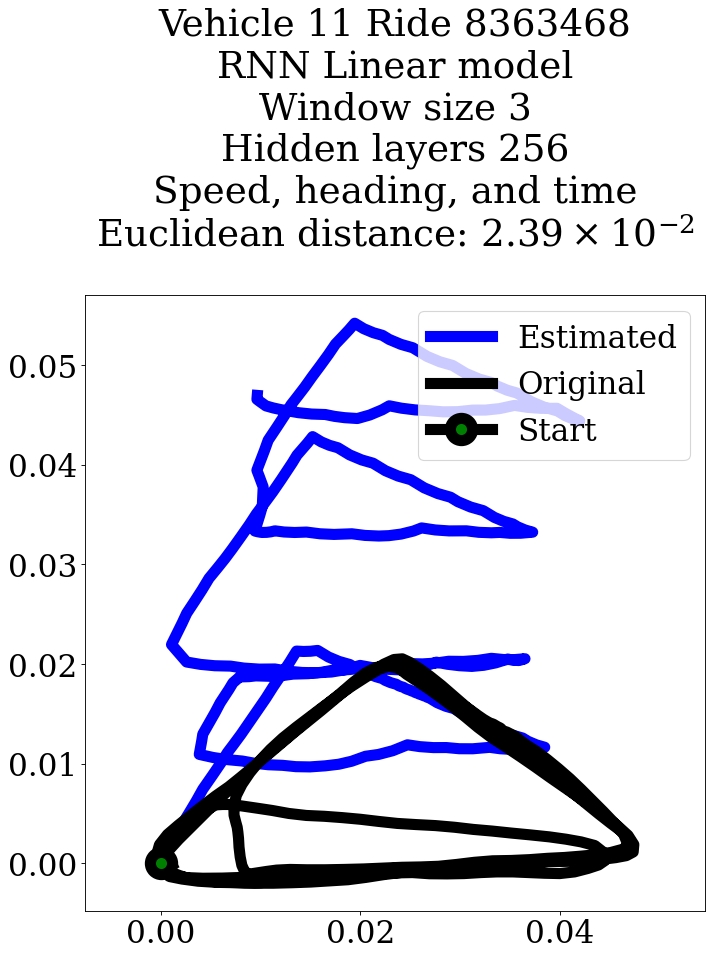 Vehicle 11 Ride 8363468
RNN Linear model
Window size 3
Hidden layers 256
Speed, heading, and time
Euclidean distance: 2.39 × 10⁻²
Estimated
Original
Start
0.05
0.04
0.03
0.02
0.01
0.00
0.00 0.02 0.04